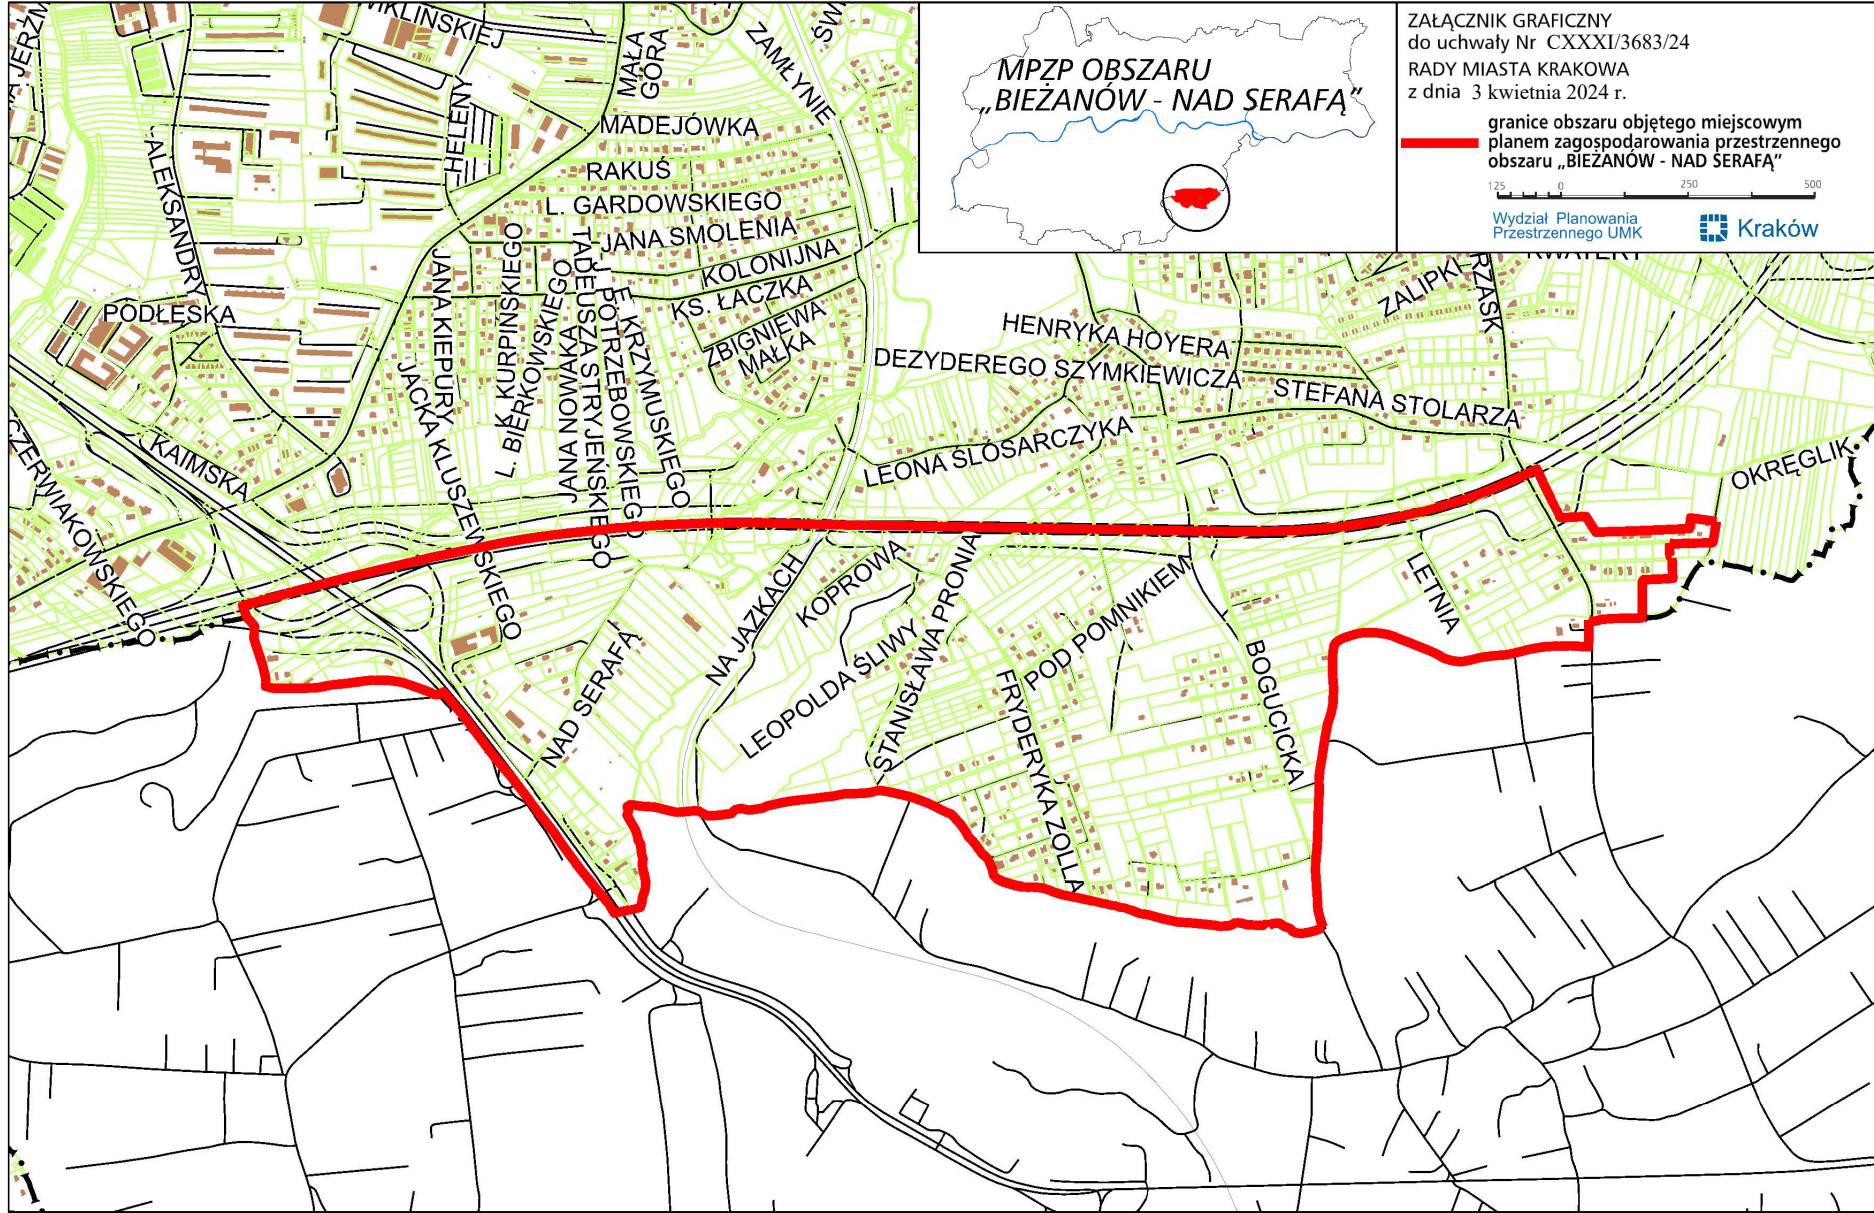 ZAŁĄCZNIK GRAFICZNY
do uchwały Nr CXXXI/3683/24
RADY MIASTA KRAKOWA
z dnia 3 kwietnia 2024 r.
granice obszaru objętego miejscowym
planem zagospodarowania przestrzennego
obszaru „BIEŻANÓW - NAD SERAFĄ”
125 0 250 500
Wydział Planowania
Przestrzennego UMK
Kraków
MPZP OBSZARU
„BIEŻANÓW - NAD SERAFĄ”
MAŁA
GÓRA
ZAMŁYNIE
HELENY
ALEKSANDRY
MADEJÓWKA
RAKUŚ
L. GARDOWSKIEGO
JANA SMOLENIA
KOLONIJNA
KS. ŁACZKA
ZBIGNIEWA
MAŁKA
PODŁĘSKA
JANA KIEPURY
JACKA KLUSZEWSKIEGO
K. KURPIŃSKIEGO
L. BIERKOWSKIEGO
JANA NOWAKA
TADEUSZA STRYJEŃSKIEGO
J. POTRZEBOWSKIEGO
E. KRZYMUSKIEGO
KAIMSKA
CZERWIAKOWSKIEGO
HENRYKA HOYERA
DEZYDEREGO SZYMKIEWICZA
STEFANA STOLARZA
LEONA ŚLOSARCZYKA
ZALIPKI
OKRĘGLIK
NA JAZKACH
KOPROWA
LEOPOLDA ŚLIWY
STANISŁAWA PRONIA
POD POMNIKIEM
FRYDERYKA ZOLLA
BOGUCICKA
LETNIA
NAD SERAFĄ